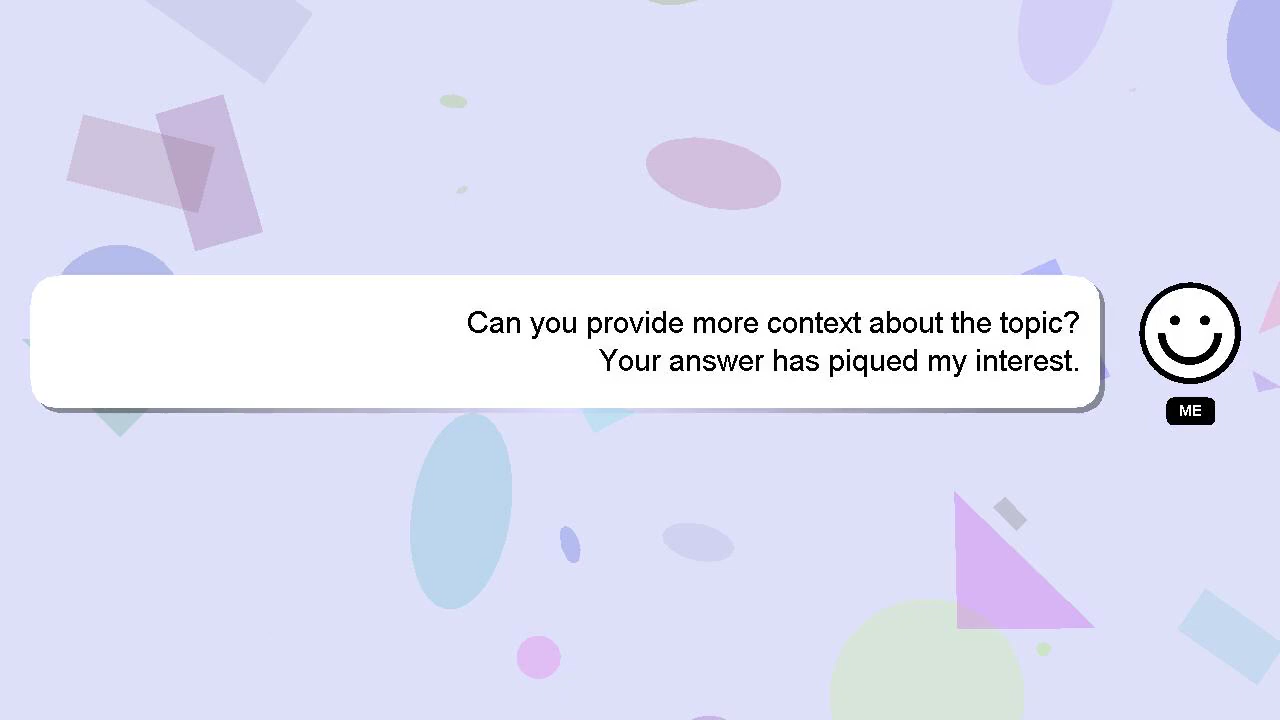 Can you provide more context about the topic?
Your answer has piqued my interest.
ME